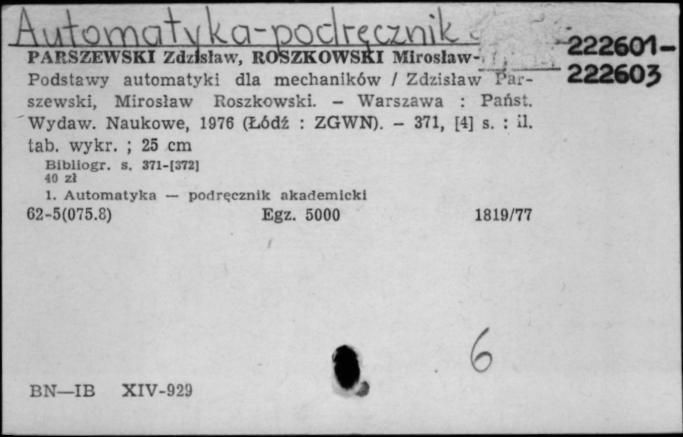 Automatyka-podręcznik
222601-
222603
PARSZEWSKI Zdzisław, ROSZKOWSKI Mirosław-
Podstawy automatyki dla mechaników / Zdzisław Par-
szewski, Mirosław Roszkowski. — Warszawa : Państ.
Wydaw. Naukowe, 1976 (Łódź : ZGWN). — 371, [4] s. : il.
tab. wykr. ; 25 cm
Bibliogr. s. 371-[372]
40 zł
1. Automatyka — podręcznik akademicki
62-5(075.8) Egz. 5000 1819/77
6
BN—IB XIV-929